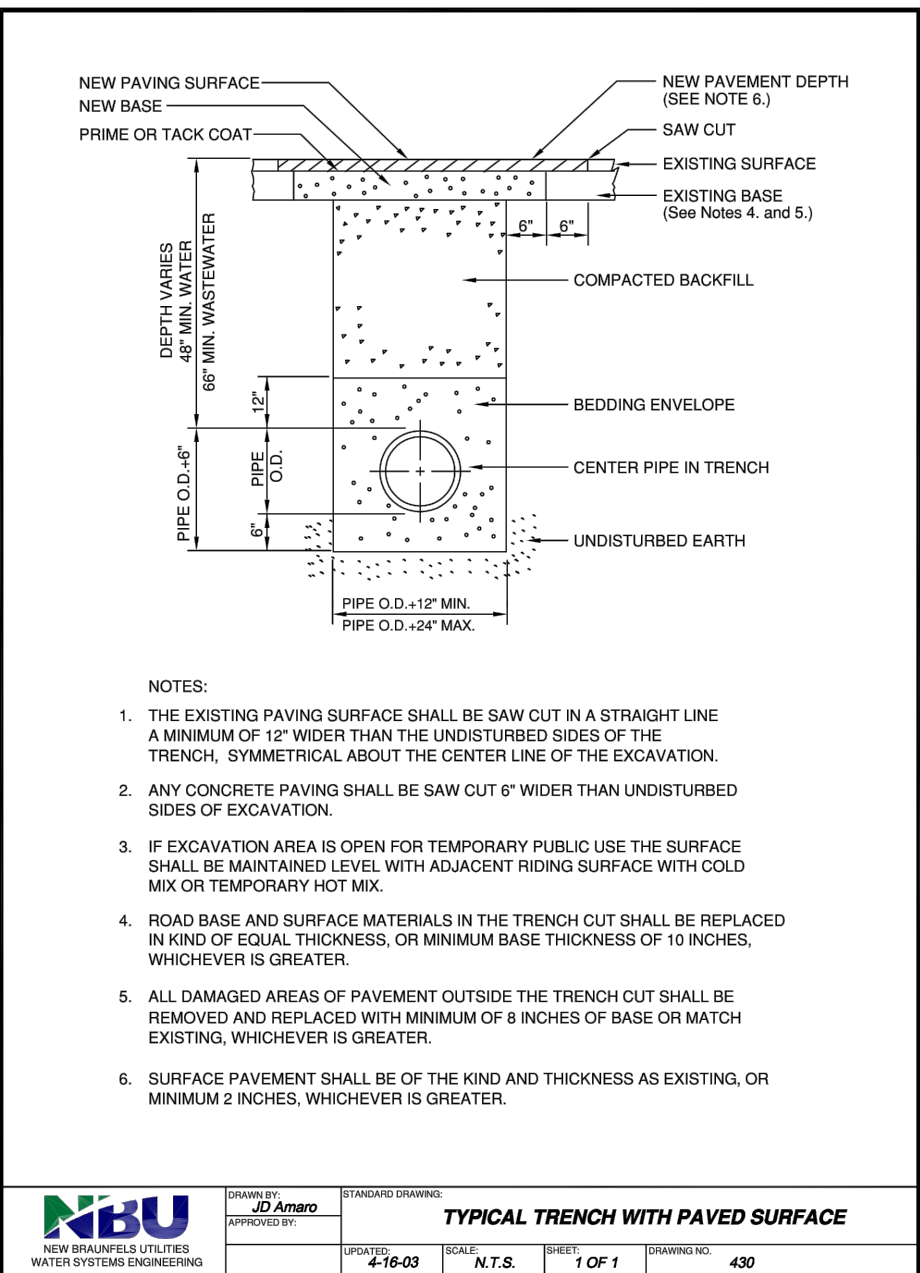 NEW PAVING SURFACE
NEW BASE
PRIME OR TACK COAT
NEW PAVEMENT DEPTH
(SEE NOTE 6.)
SAW CUT
EXISTING SURFACE
EXISTING BASE
(See Notes 4. and 5.)
6" 6"
DEPTH VARIES
48" MIN. WATER
66" MIN. WASTEWATER
COMPACTED BACKFILL
12"
BEDDING ENVELOPE
PIPE O.D.+6"
PIPE
O.D.
CENTER PIPE IN TRENCH
6"
UNDISTURBED EARTH
PIPE O.D.+12" MIN.
PIPE O.D.+24" MAX.
NOTES:
1. THE EXISTING PAVING SURFACE SHALL BE SAW CUT IN A STRAIGHT LINE
A MINIMUM OF 12" WIDER THAN THE UNDISTURBED SIDES OF THE
TRENCH, SYMMETRICAL ABOUT THE CENTER LINE OF THE EXCAVATION.
2. ANY CONCRETE PAVING SHALL BE SAW CUT 6" WIDER THAN UNDISTURBED
SIDES OF EXCAVATION.
3. IF EXCAVATION AREA IS OPEN FOR TEMPORARY PUBLIC USE THE SURFACE
SHALL BE MAINTAINED LEVEL WITH ADJACENT RIDING SURFACE WITH COLD
MIX OR TEMPORARY HOT MIX.
4. ROAD BASE AND SURFACE MATERIALS IN THE TRENCH CUT SHALL BE REPLACED
IN KIND OF EQUAL THICKNESS, OR MINIMUM BASE THICKNESS OF 10 INCHES,
WHICHEVER IS GREATER.
5. ALL DAMAGED AREAS OF PAVEMENT OUTSIDE THE TRENCH CUT SHALL BE
REMOVED AND REPLACED WITH MINIMUM OF 8 INCHES OF BASE OR MATCH
EXISTING, WHICHEVER IS GREATER.
6. SURFACE PAVEMENT SHALL BE OF THE KIND AND THICKNESS AS EXISTING, OR
MINIMUM 2 INCHES, WHICHEVER IS GREATER.
NBU
NEW BRAUNFELS UTILITIES
WATER SYSTEMS ENGINEERING
DRAWN BY:
JD Amaro
APPROVED BY:
STANDARD DRAWING:
TYPICAL TRENCH WITH PAVED SURFACE
UPDATED:
4-16-03
SCALE:
N.T.S.
SHEET:
1 OF 1
DRAWING NO.
430